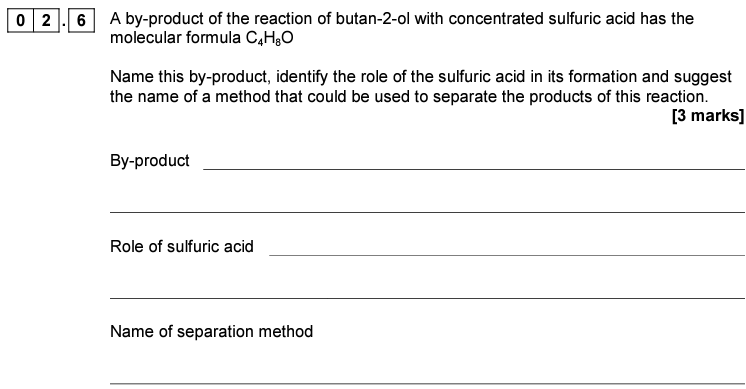 02.6 A by-product of the reaction of butan-2-ol with concentrated sulfuric acid has the
molecular formula C₄H₈O
Name this by-product, identify the role of the sulfuric acid in its formation and suggest
the name of a method that could be used to separate the products of this reaction.
[3 marks]
By-product
Role of sulfuric acid
Name of separation method